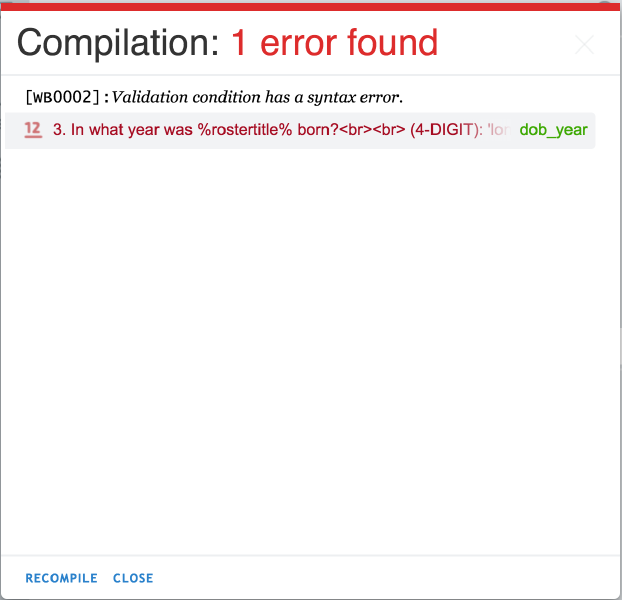 Compilation: 1 error found
[WB0002]: Validation condition has a syntax error.
12 3. In what year was %rostertitle% born?<br><br> (4-DIGIT): 'lor dob_year
RECOMPILE CLOSE